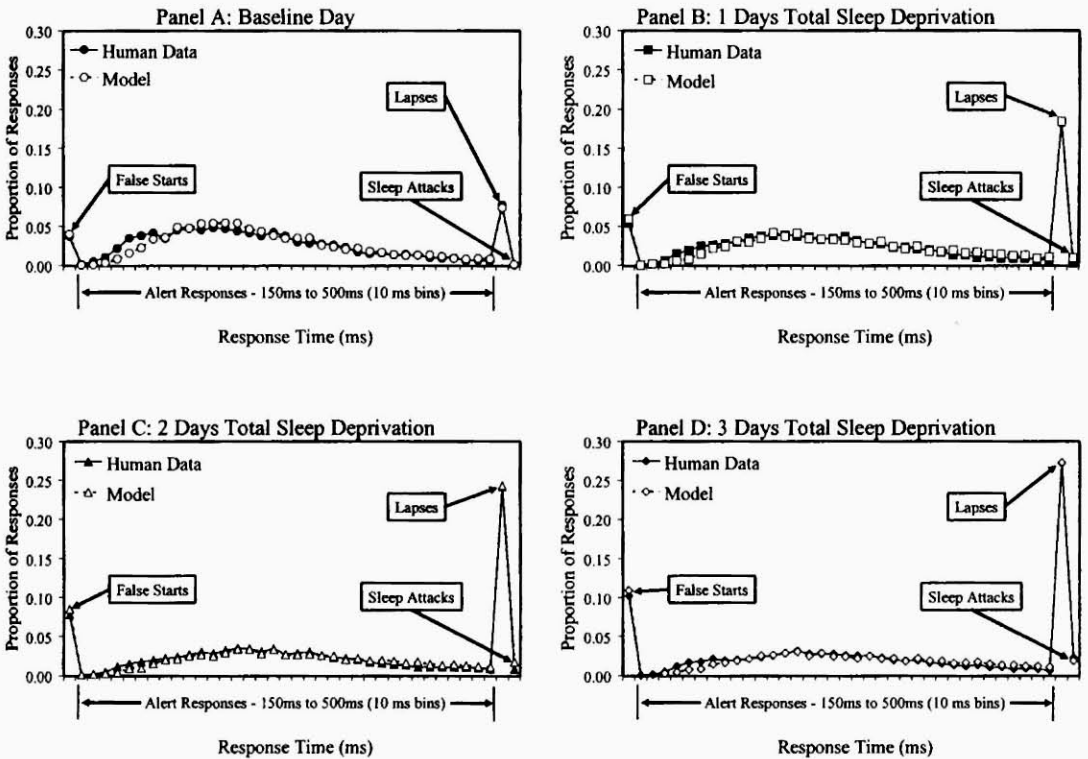 Panel A: Baseline Day
Proportion of Responses
0.30
0.25
0.20
0.15
0.10
0.05
0.00
Human Data
Model
Lapses
False Starts
Sleep Attacks
Alert Responses - 150ms to 500ms (10 ms bins)
Response Time (ms)
Panel B: 1 Days Total Sleep Deprivation
Proportion of Responses
0.30
0.25
0.20
0.15
0.10
0.05
0.00
Human Data
Model
Lapses
False Starts
Sleep Attacks
Alert Responses - 150ms to 500ms (10 ms bins)
Response Time (ms)
Panel C: 2 Days Total Sleep Deprivation
Proportion of Responses
0.30
0.25
0.20
0.15
0.10
0.05
0.00
Human Data
Model
Lapses
False Starts
Sleep Attacks
Alert Responses - 150ms to 500ms (10 ms bins)
Response Time (ms)
Panel D: 3 Days Total Sleep Deprivation
Proportion of Responses
0.30
0.25
0.20
0.15
0.10
0.05
0.00
Human Data
Model
Lapses
False Starts
Sleep Attacks
Alert Responses - 150ms to 500ms (10 ms bins)
Response Time (ms)